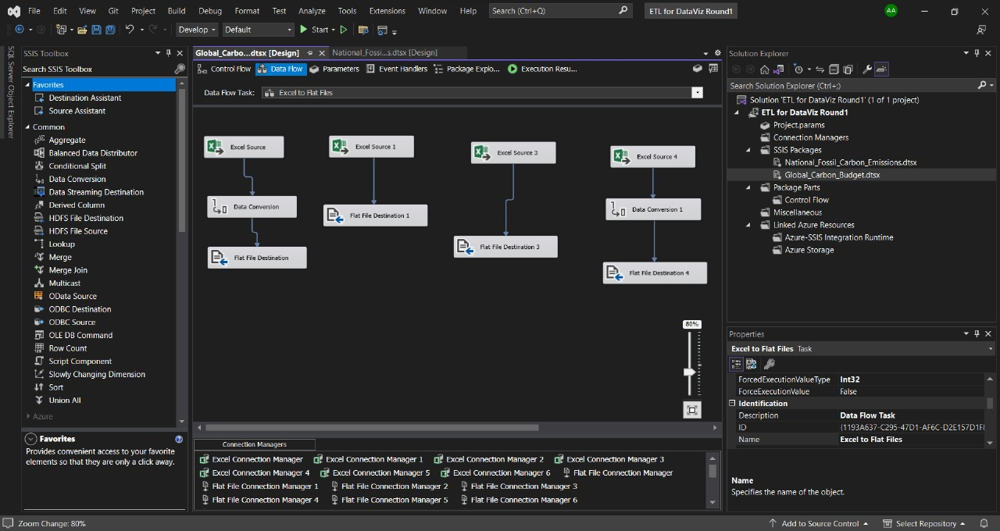 File Edit View Git Project Build Debug Format Test Analyze Tools Extensions Window Help Search (Ctrl+Q) ETL for DataViz Round1 AA
Develop Default Start
SQL Server Object Explorer
SSIS Toolbox
Search SSIS Toolbox
Favorites
Destination Assistant
Source Assistant
Common
Aggregate
Balanced Data Distributor
Conditional Split
Data Conversion
Data Streaming Destination
Derived Column
HDFS File Destination
HDFS File Source
Lookup
Merge
Merge Join
Multicast
OData Source
ODBC Destination
ODBC Source
OLE DB Command
Row Count
Script Component
Slowly Changing Dimension
Sort
Union All
Azure
Favorites
Provides convenient access to your favorite
elements so that they are only a click away.
Global_Carbo...dtsx [Design] National_Fossi...s.dtsx [Design]
Control Flow Data Flow Parameters Event Handlers Package Explo... Execution Resu...
Data Flow Task: Excel to Flat Files
Excel Source Excel Source 1 Excel Source 3 Excel Source 4
Data Conversion Flat File Destination 1 Data Conversion 1
Flat File Destination Flat File Destination 3 Flat File Destination 4
80%
Connection Managers
Excel Connection Manager Excel Connection Manager 1 Excel Connection Manager 2 Excel Connection Manager 3
Excel Connection Manager 4 Excel Connection Manager 5 Excel Connection Manager 6 Flat File Connection Manager
Flat File Connection Manager 1 Flat File Connection Manager 2 Flat File Connection Manager 3
Flat File Connection Manager 4 Flat File Connection Manager 5 Flat File Connection Manager 6
Solution Explorer
Search Solution Explorer (Ctrl+;)
Solution 'ETL for DataViz Round1' (1 of 1 project)
ETL for DataViz Round1
Project.params
Connection Managers
SSIS Packages
National_Fossil_Carbon_Emissions.dtsx
Global_Carbon_Budget.dtsx
Package Parts
Control Flow
Miscellaneous
Linked Azure Resources
Azure-SSIS Integration Runtime
Azure Storage
Properties
Excel to Flat Files Task
ForcedExecutionValueType Int32
ForceExecutionValue False
Identification
Description Data Flow Task
ID {1193A637-C295-47D1-AF6C-D2E157D1F
Name Excel to Flat Files
Name
Specifies the name of the object.
Zoom Change: 80% Add to Source Control Select Repository